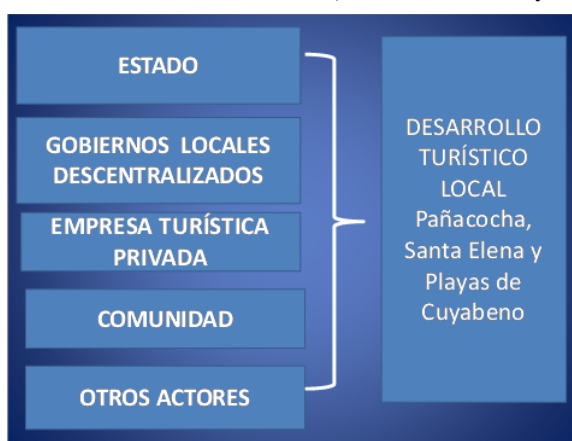 ESTADO
GOBIERNOS LOCALES
DESCENTRALIZADOS
EMPRESA TURÍSTICA
PRIVADA
COMUNIDAD
OTROS ACTORES
DESARROLLO
TURÍSTICO
LOCAL
Pañacocha,
Santa Elena y
Playas de
Cuyabeno